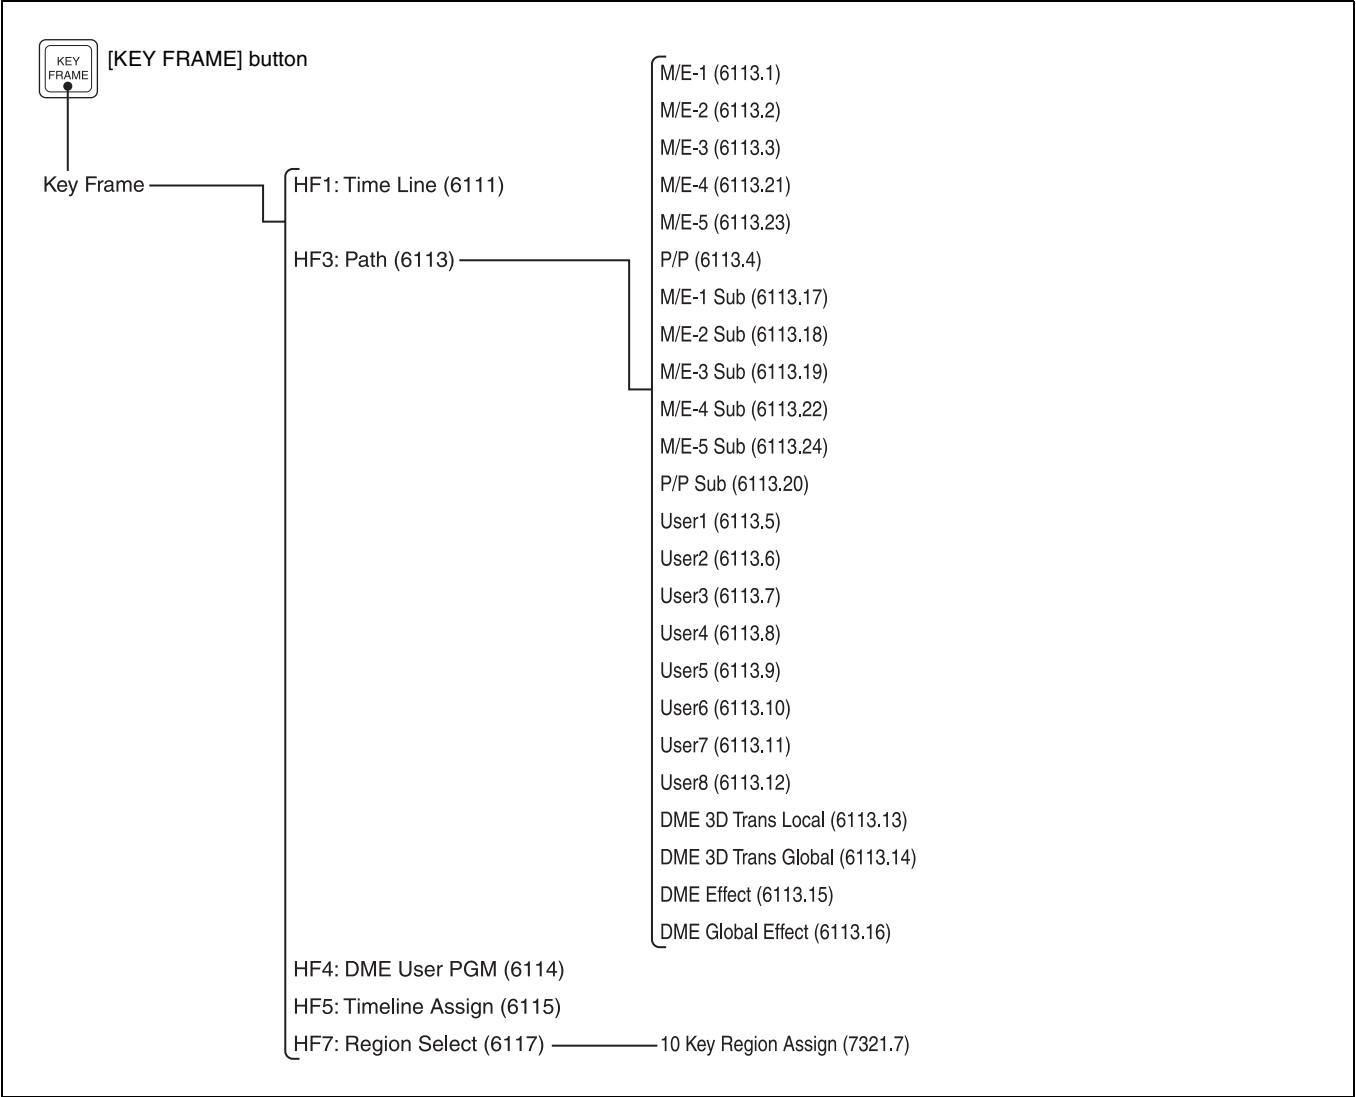 KEY
FRAME
[KEY FRAME] button
Key Frame
HF1: Time Line (6111)
HF3: Path (6113)
M/E-1 (6113.1)
M/E-2 (6113.2)
M/E-3 (6113.3)
M/E-4 (6113.21)
M/E-5 (6113.23)
P/P (6113.4)
M/E-1 Sub (6113.17)
M/E-2 Sub (6113.18)
M/E-3 Sub (6113.19)
M/E-4 Sub (6113.22)
M/E-5 Sub (6113.24)
P/P Sub (6113.20)
User1 (6113.5)
User2 (6113.6)
User3 (6113.7)
User4 (6113.8)
User5 (6113.9)
User6 (6113.10)
User7 (6113.11)
User8 (6113.12)
DME 3D Trans Local (6113.13)
DME 3D Trans Global (6113.14)
DME Effect (6113.15)
DME Global Effect (6113.16)
HF4: DME User PGM (6114)
HF5: Timeline Assign (6115)
HF7: Region Select (6117)
10 Key Region Assign (7321.7)